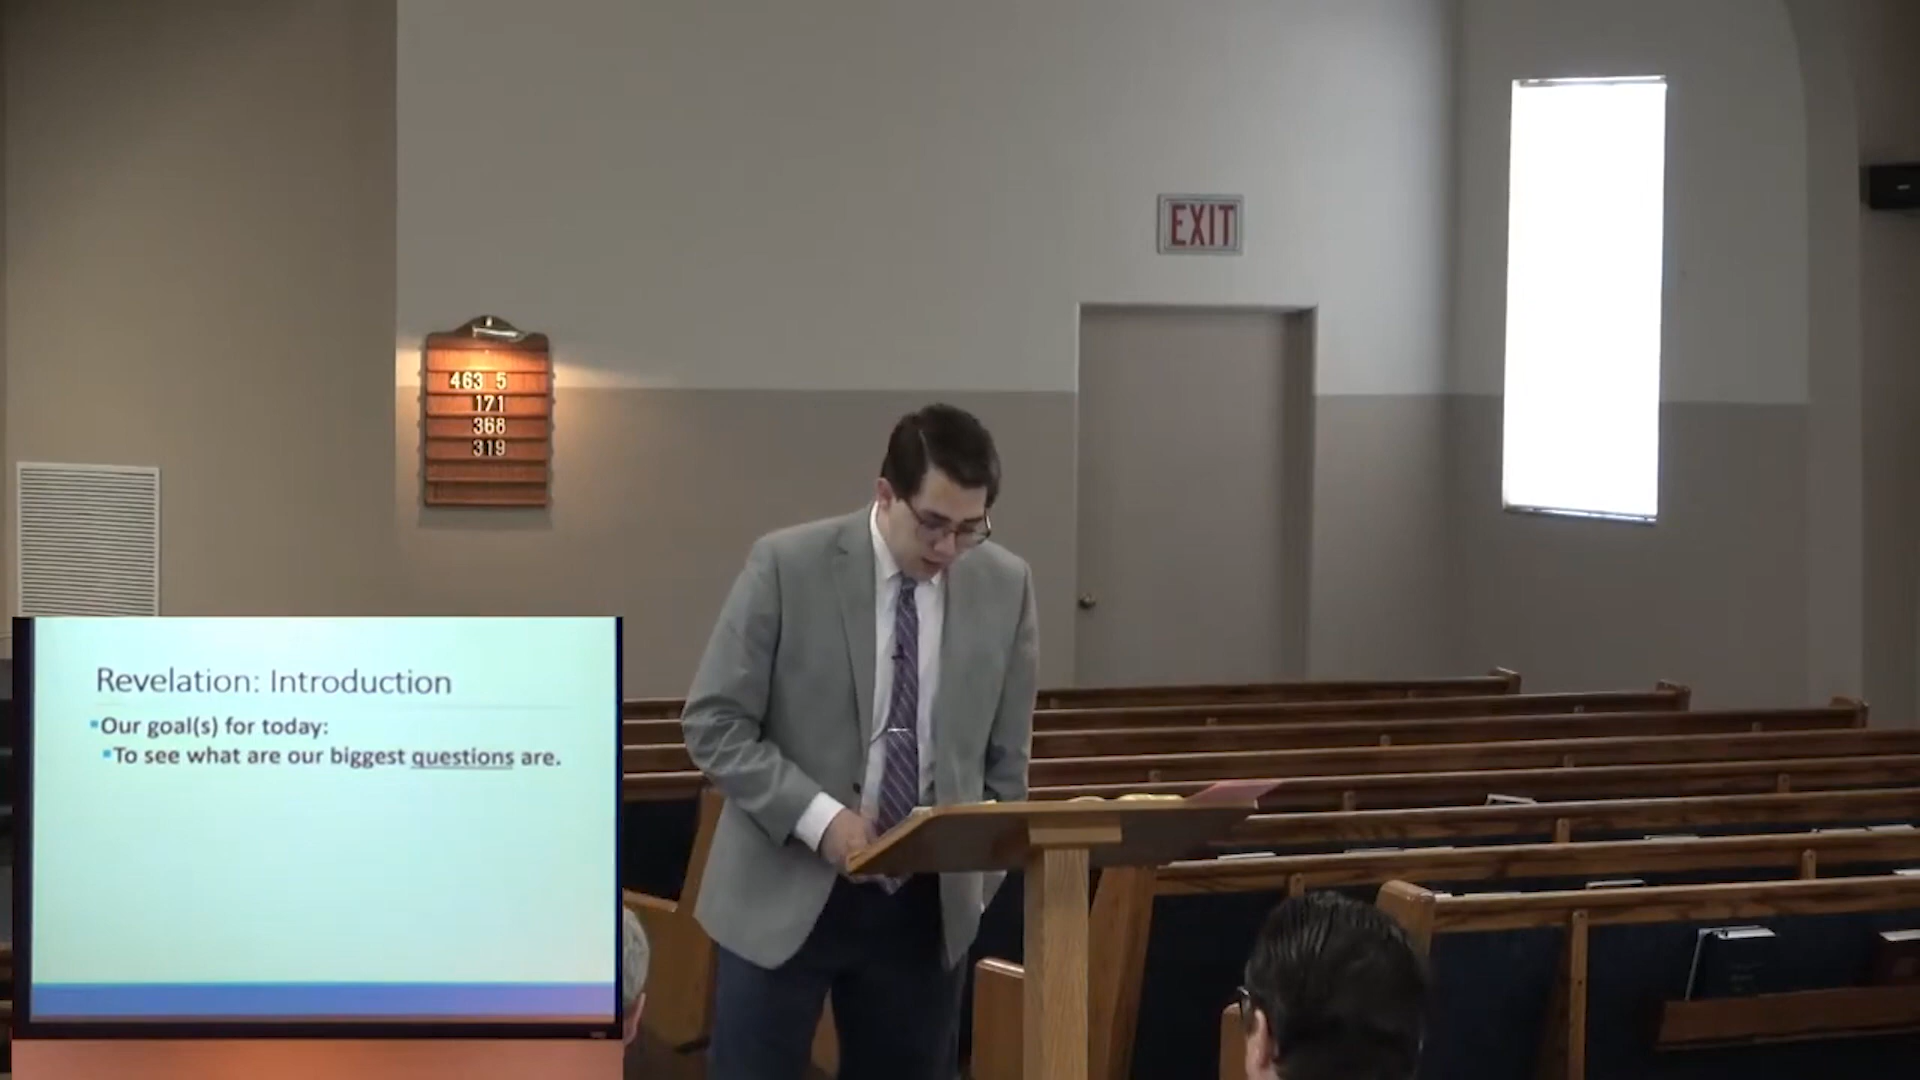 EXIT
463 5
171
368
319
Revelation: Introduction
Our goal(s) for today:
To see what are our biggest questions are.